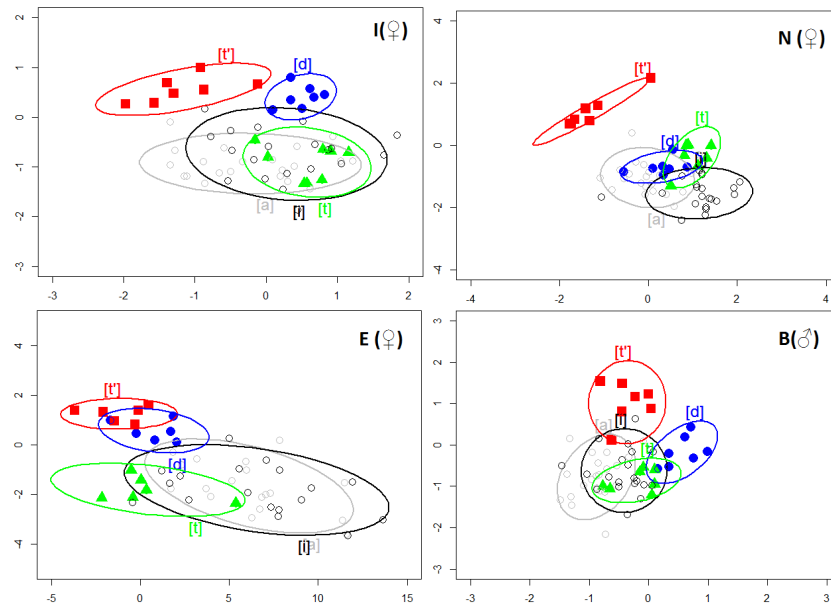 2
I(♀)
[t']
[d]
1
0
-1
[a]
[t]
-2
-3
-3 -2 -1 0 1 2
4
N (♀)
[t']
2
[t]
[d]
0
[a]
-2
-4
-4 -2 0 2 4
E (♀)
4
[t']
2
0
[d]
-2
[t]
[i]
[a]
-4
-5 0 5 10 15
3
B(♂)
[t']
2
1
[i]
[a]
[d]
[t]
0
-1
-2
-3
-3 -2 -1 0 1 2 3